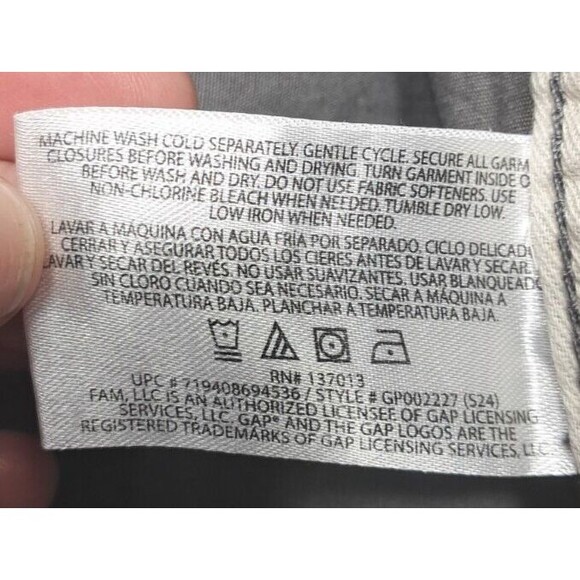 MACHINE WASH COLD SEPARATELY. GENTLE CYCLE. SECURE ALL GARM
CLOSURES BEFORE WASHING AND DRYING. TURN GARMENT INSIDE O
BEFORE WASH AND DRY. DO NOT USE FABRIC SOFTENERS. USE
NON-CHLORINE BLEACH WHEN NEEDED. TUMBLE DRY LOW.
LOW IRON WHEN NEEDED.
LAVAR A MÁQUINA CON AGUA FRÍA POR SEPARADO. CICLO DELICAD
CERRAR Y ASEGURAR TODOS LOS CIERES ANTES DE LAVAR Y SECAR.
LAVAR Y SECAR DEL REVÉS. NO USAR SUAVIZANTES. USAR BLANQUEADO
SIN CLORO CUANDO SEA NECESARIO. SECAR A MÁQUINA A
TEMPERATURA BAJA. PLANCHAR A TEMPERATURA BAJA.
RN# 137013
UPC # 719408694536 / STYLE # GP002227 (S24)
FAM, LLC IS AN AUTHORIZED LICENSEE OF GAP LICENSING
SERVICES, LLC. GAP® AND THE GAP LOGOS ARE THE
REGISTERED TRADEMARKS OF GAP LICENSING SERVICES, LLC